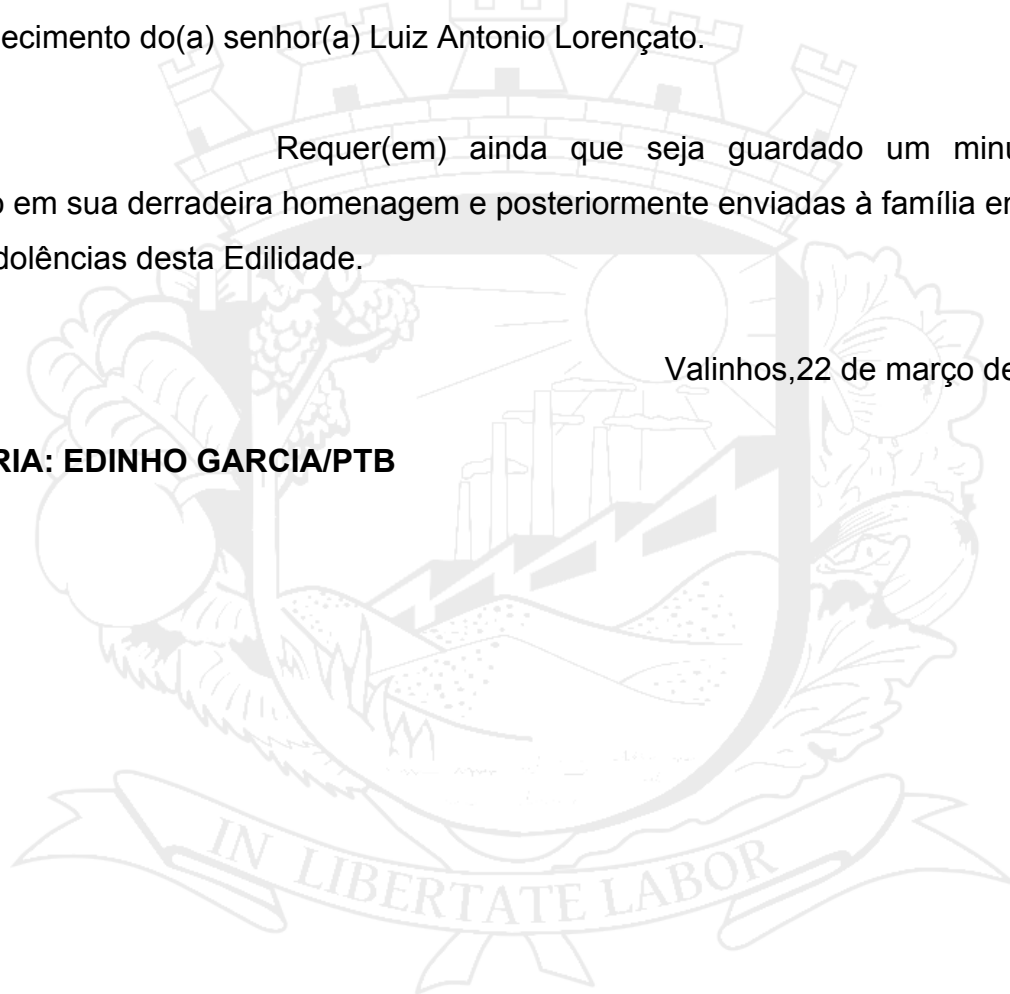 ecimento do(a) senhor(a) Luiz Antonio Lorençato.
Requer(em) ainda que seja guardado um minu
o em sua derradeira homenagem e posteriormente enviadas à família en
dolências desta Edilidade.
Valinhos,22 de março de
RIA: EDINHO GARCIA/PTB
IN LIBERTATE LABOR